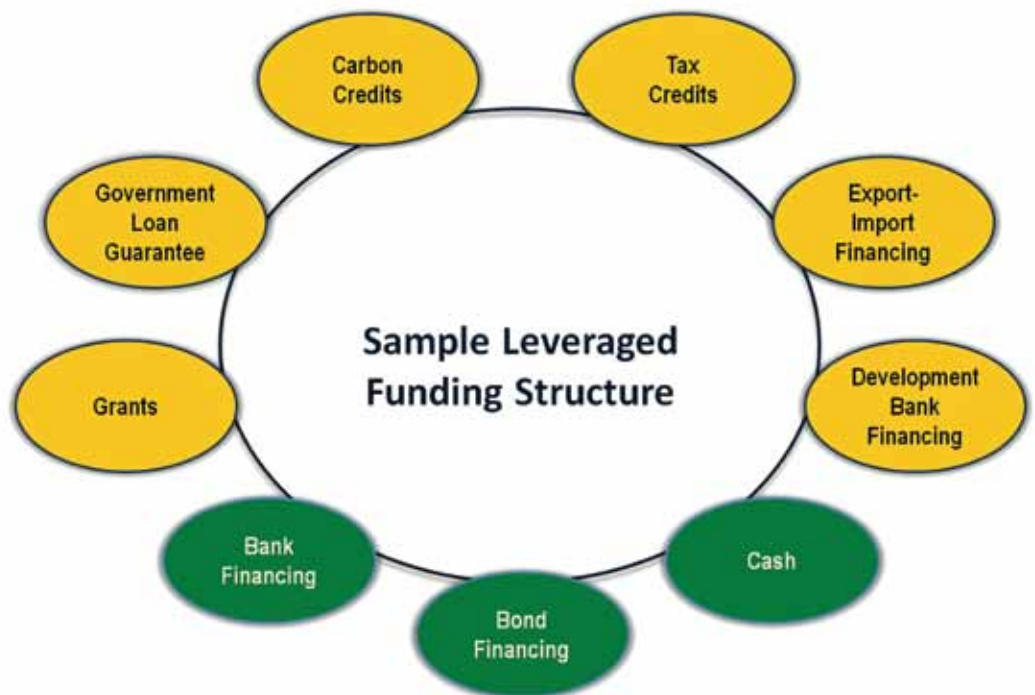 Carbon
Credits
Tax
Credits
Government
Loan
Guarantee
Export-
Import
Financing
Sample Leveraged
Funding Structure
Grants
Development
Bank
Financing
Bank
Financing
Cash
Bond
Financing